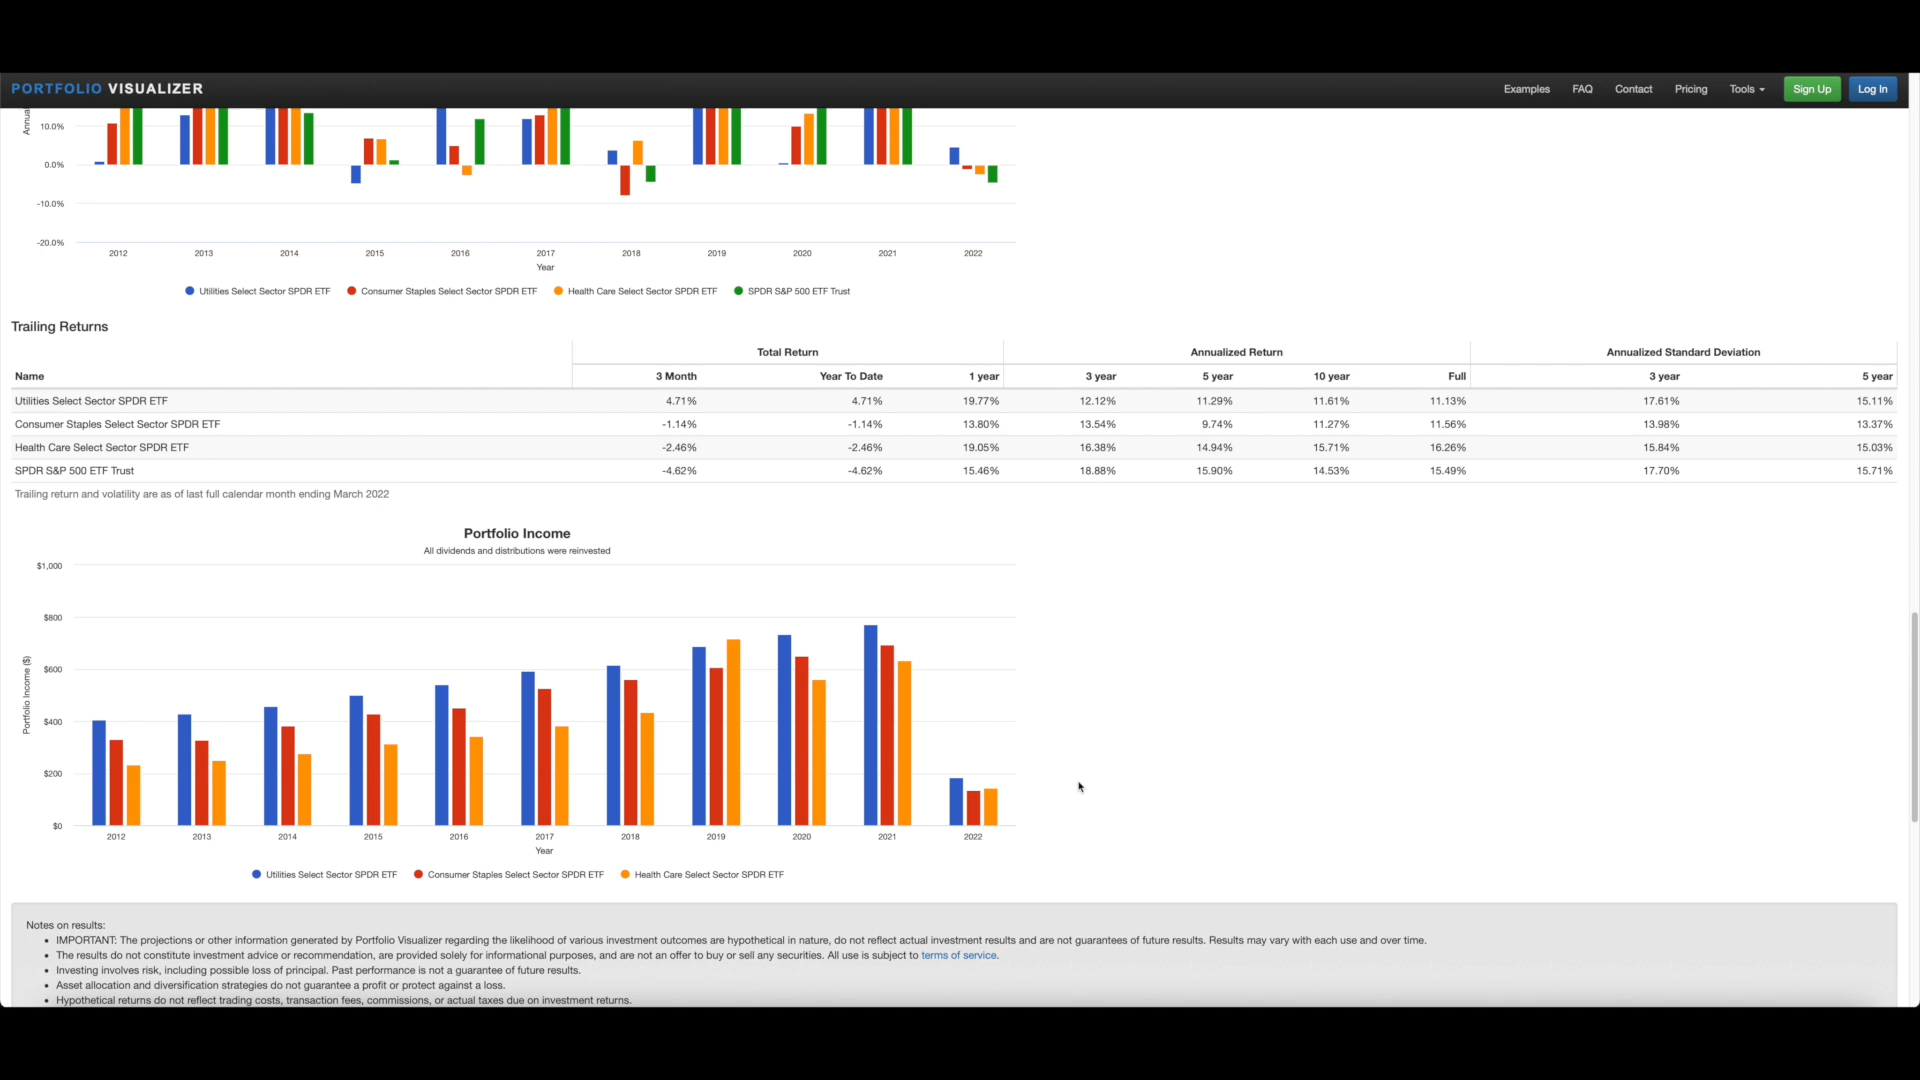 PORTFOLIO VISUALIZER
Examples FAQ Contact Pricing Tools Sign Up Log In
10.0%
0.0%
-10.0%
-20.0%
2012 2013 2014 2015 2016 2017 2018 2019 2020 2021 2022
Year
Utilities Select Sector SPDR ETF Consumer Staples Select Sector SPDR ETF Health Care Select Sector SPDR ETF SPDR S&P 500 ETF Trust
Trailing Returns
Total Return Annualized Return Annualized Standard Deviation
Name 3 Month Year To Date 1 year 3 year 5 year 10 year Full 3 year 5 year
Utilities Select Sector SPDR ETF 4.71% 4.71% 19.77% 12.12% 11.29% 11.61% 11.13% 17.61% 15.11%
Consumer Staples Select Sector SPDR ETF -1.14% -1.14% 13.80% 13.54% 9.74% 11.27% 11.56% 13.98% 13.37%
Health Care Select Sector SPDR ETF -2.46% -2.46% 19.05% 16.38% 14.94% 15.71% 16.26% 15.84% 15.03%
SPDR S&P 500 ETF Trust -4.62% -4.62% 15.46% 18.88% 15.90% 14.53% 15.49% 17.70% 15.71%
Trailing return and volatility are as of last full calendar month ending March 2022
Portfolio Income
All dividends and distributions were reinvested
Portfolio Income ($)
$1,000
$800
$600
$400
$200
$0
2012 2013 2014 2015 2016 2017 2018 2019 2020 2021 2022
Year
Utilities Select Sector SPDR ETF Consumer Staples Select Sector SPDR ETF Health Care Select Sector SPDR ETF
Notes on results:
• IMPORTANT: The projections or other information generated by Portfolio Visualizer regarding the likelihood of various investment outcomes are hypothetical in nature, do not reflect actual investment results and are not guarantees of future results. Results may vary with each use and over time.
• The results do not constitute investment advice or recommendation, are provided solely for informational purposes, and are not an offer to buy or sell any securities. All use is subject to terms of service.
• Investing involves risk, including possible loss of principal. Past performance is not a guarantee of future results.
• Asset allocation and diversification strategies do not guarantee a profit or protect against a loss.
• Hypothetical returns do not reflect trading costs, transaction fees, commissions, or actual taxes due on investment returns.